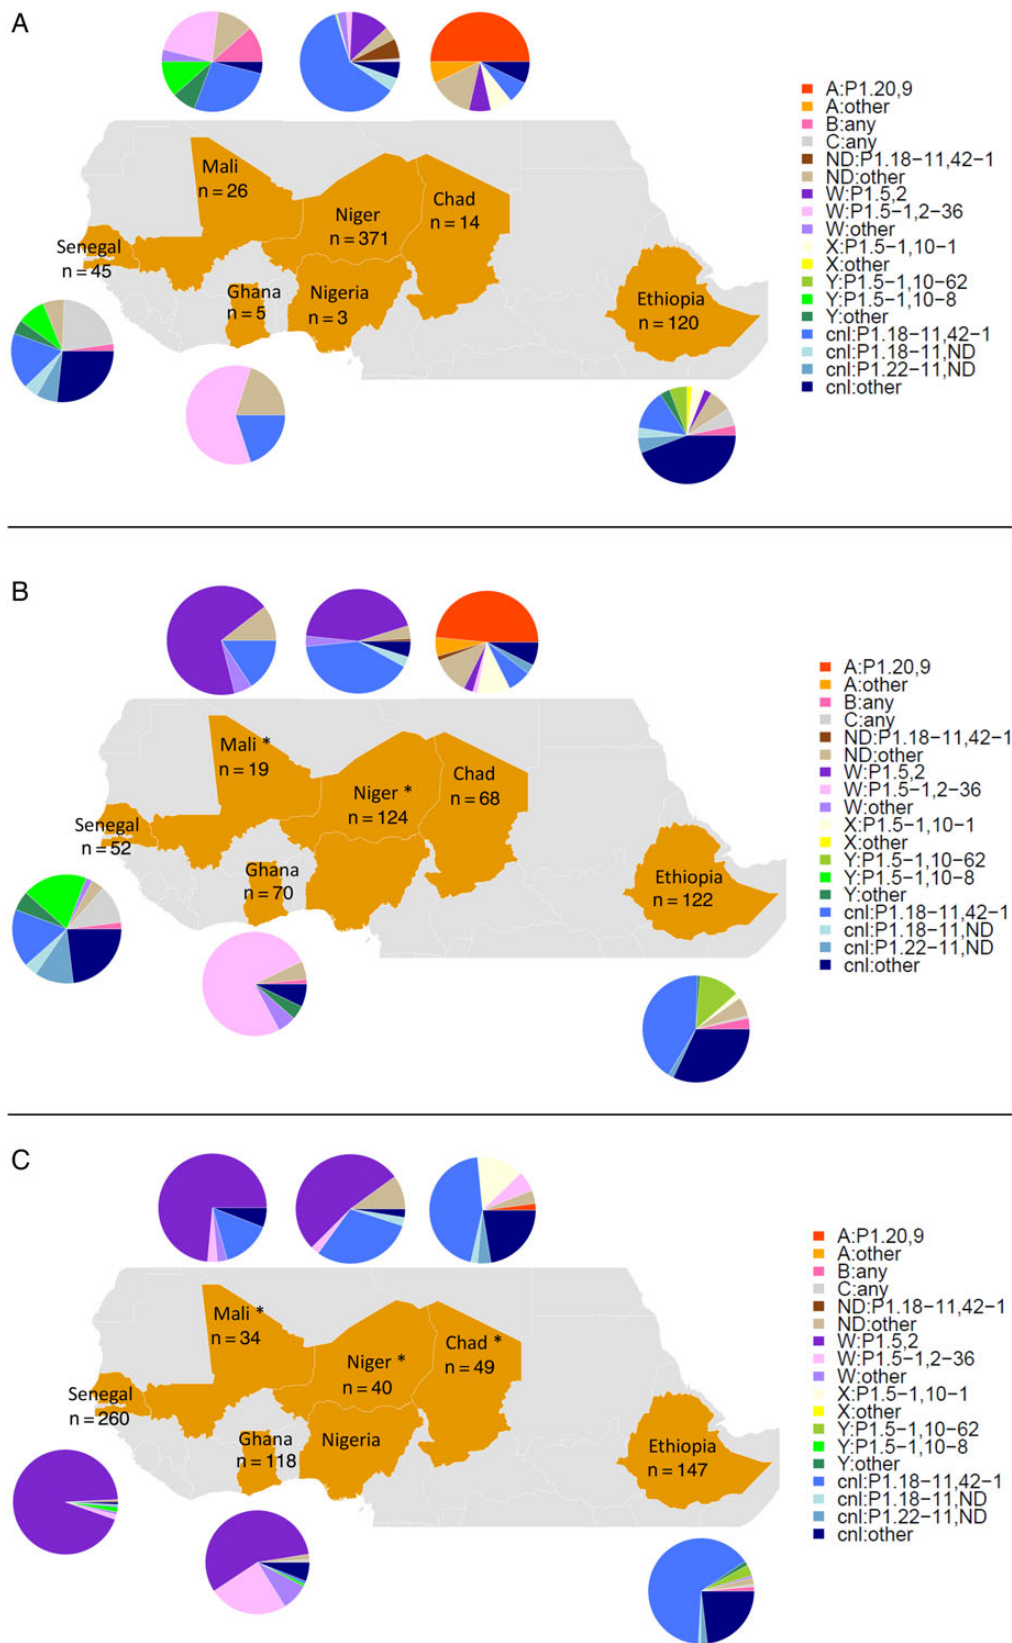 A
Mali
n = 26
Niger
n = 371
Chad
n = 14
Senegal
n = 45
Ghana
n = 5
Nigeria
n = 3
Ethiopia
n = 120
A:P1.20,9
A:other
B:any
C:any
ND:P1.18−11,42−1
ND:other
W:P1.5,2
W:P1.5−1,2−36
W:other
X:P1.5−1,10−1
X:other
Y:P1.5−1,10−62
Y:P1.5−1,10−8
Y:other
cnl:P1.18−11,42−1
cnl:P1.18−11,ND
cnl:P1.22−11,ND
cnl:other
B
Mali *
n = 19
Niger *
n = 124
Chad
n = 68
Senegal
n = 52
Ghana
n = 70
Ethiopia
n = 122
A:P1.20,9
A:other
B:any
C:any
ND:P1.18−11,42−1
ND:other
W:P1.5,2
W:P1.5−1,2−36
W:other
X:P1.5−1,10−1
X:other
Y:P1.5−1,10−62
Y:P1.5−1,10−8
Y:other
cnl:P1.18−11,42−1
cnl:P1.18−11,ND
cnl:P1.22−11,ND
cnl:other
C
Mali *
n = 34
Niger *
n = 40
Chad *
n = 49
Senegal
n = 260
Ghana
n = 118
Nigeria
Ethiopia
n = 147
A:P1.20,9
A:other
B:any
C:any
ND:P1.18−11,42−1
ND:other
W:P1.5,2
W:P1.5−1,2−36
W:other
X:P1.5−1,10−1
X:other
Y:P1.5−1,10−62
Y:P1.5−1,10−8
Y:other
cnl:P1.18−11,42−1
cnl:P1.18−11,ND
cnl:P1.22−11,ND
cnl:other